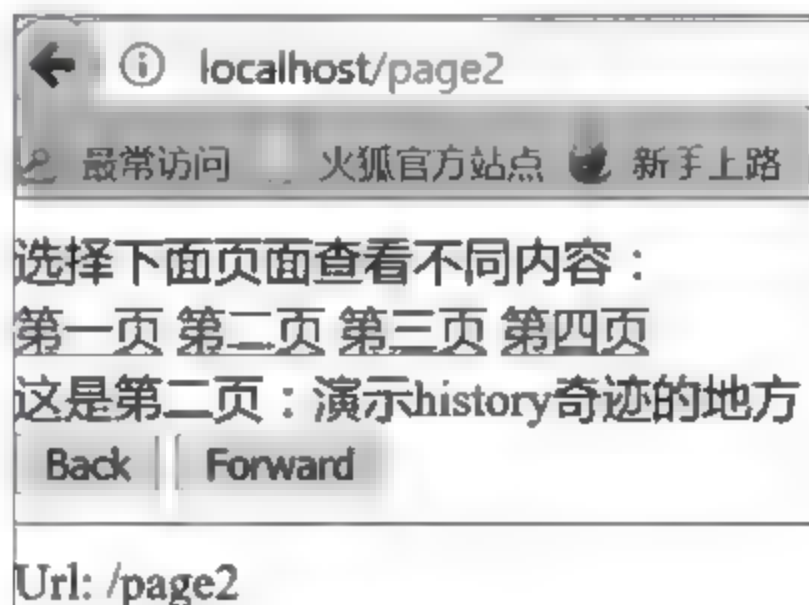 localhost/page2
最常访问 火狐官方站点 新手上路
选择下面页面查看不同内容：
第一页 第二页 第三页 第四页
这是第二页：演示history奇迹的地方
Back Forward
Url: /page2